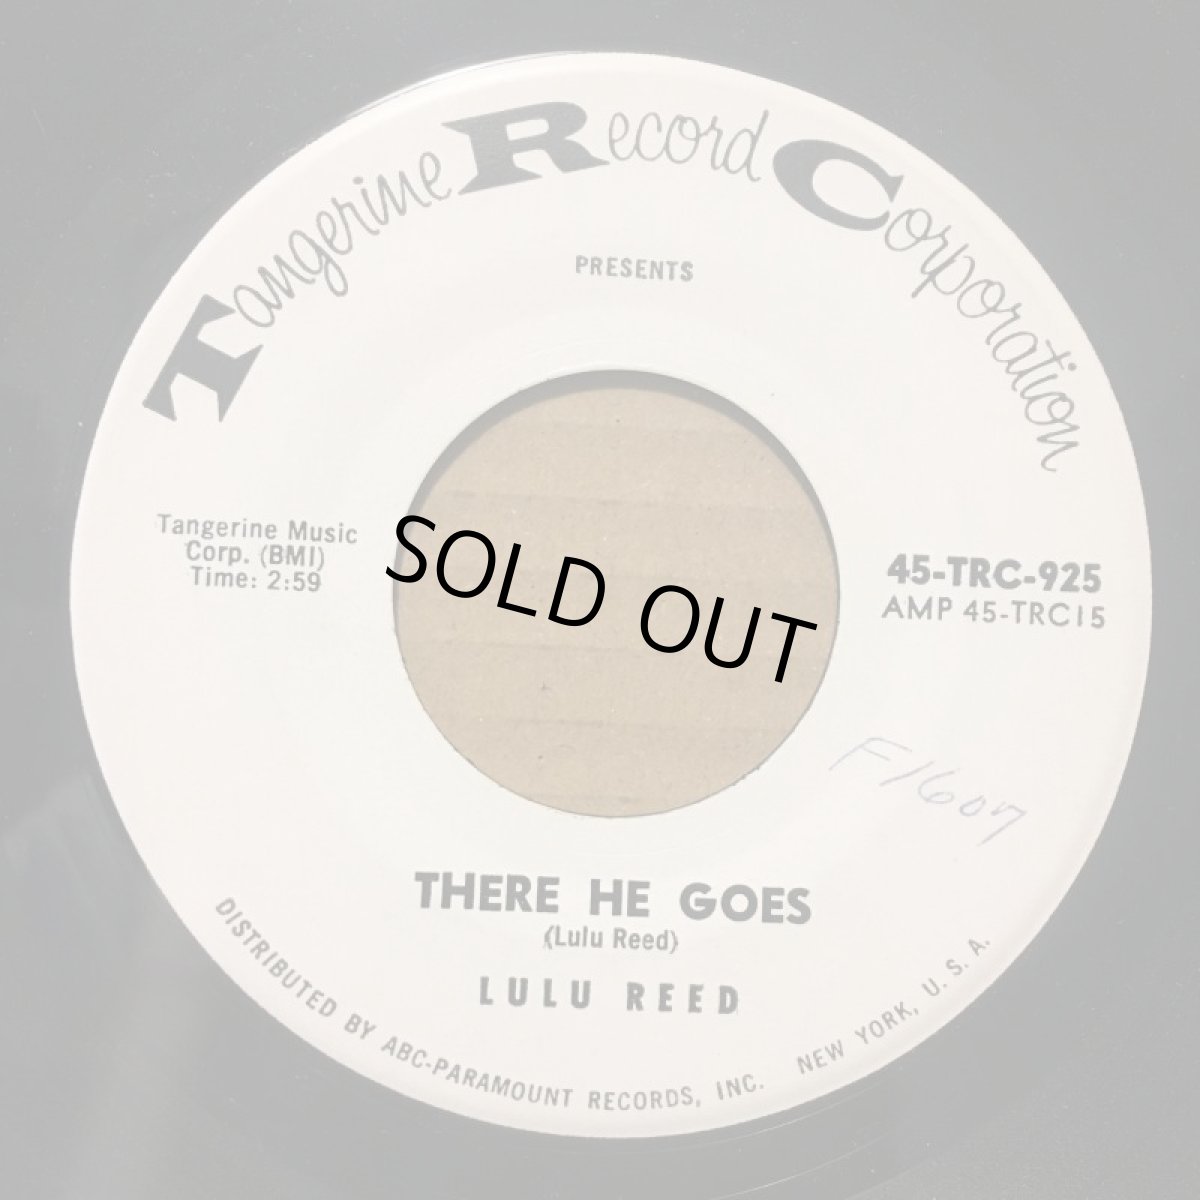 Tangerine Record Corporation
PRESENTS
Tangerine Music
Corp. (BMI)
Time: 2:59
SOLD OUT
45-TRC-925
AMP 45-TRC15
F1607
THERE HE GOES
(Lulu Reed)
LULU REED
DISTRIBUTED BY ABC-PARAMOUNT RECORDS, INC. NEW YORK, U. S. A.